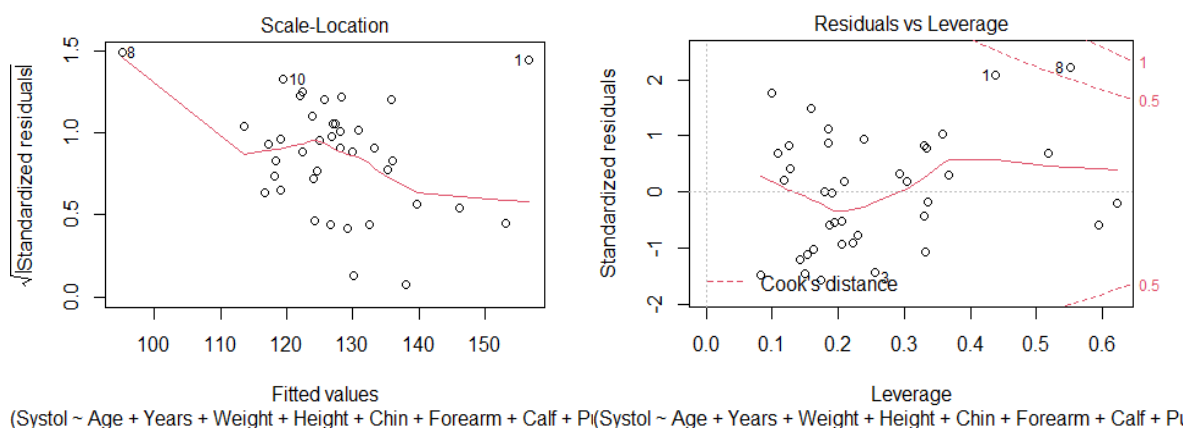 Scale-Location
√|Standardized residuals|
0.0 0.5 1.0 1.5
8
10
1
100 110 120 130 140 150
Fitted values
(Systol ~ Age + Years + Weight + Height + Chin + Forearm + Calf + Pu
Residuals vs Leverage
Standardized residuals
-2 -1 0 1 2
1
8
3
Cook's distance
1
0.5
0.5
0.0 0.1 0.2 0.3 0.4 0.5 0.6
Leverage
(Systol ~ Age + Years + Weight + Height + Chin + Forearm + Calf + Pu